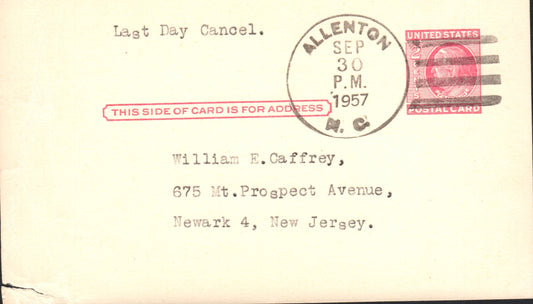 Last Day Cancel.
ALLENTON
SEP
30
P.M.
1957
N. C.
UNITED STATES
POSTAL CARD
THIS SIDE OF CARD IS FOR ADDRESS
William E.Caffrey,
675 Mt.Prospect Avenue,
Newark 4, New Jersey.